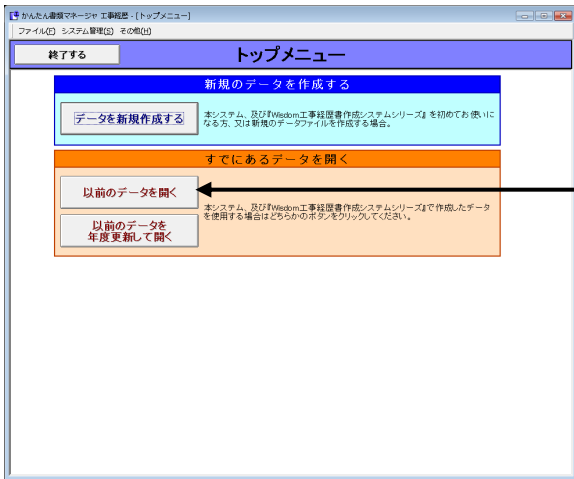 かんたん書類マネージャ 工事経歴 - [トップメニュー]
ファイル(F) システム管理(S) その他(H)
終了する
トップメニュー
新規のデータを作成する
データを新規作成する
本システム、及び『Wisdom工事経歴書作成システムシリーズ』を初めてお使いに
なる方、又は新規のデータファイルを作成する場合。
すでにあるデータを開く
以前のデータを開く
本システム、及び『Wisdom工事経歴書作成システムシリーズ』で作成したデータ
を使用する場合はどちらかのボタンをクリックしてください。
以前のデータを
年度更新して開く